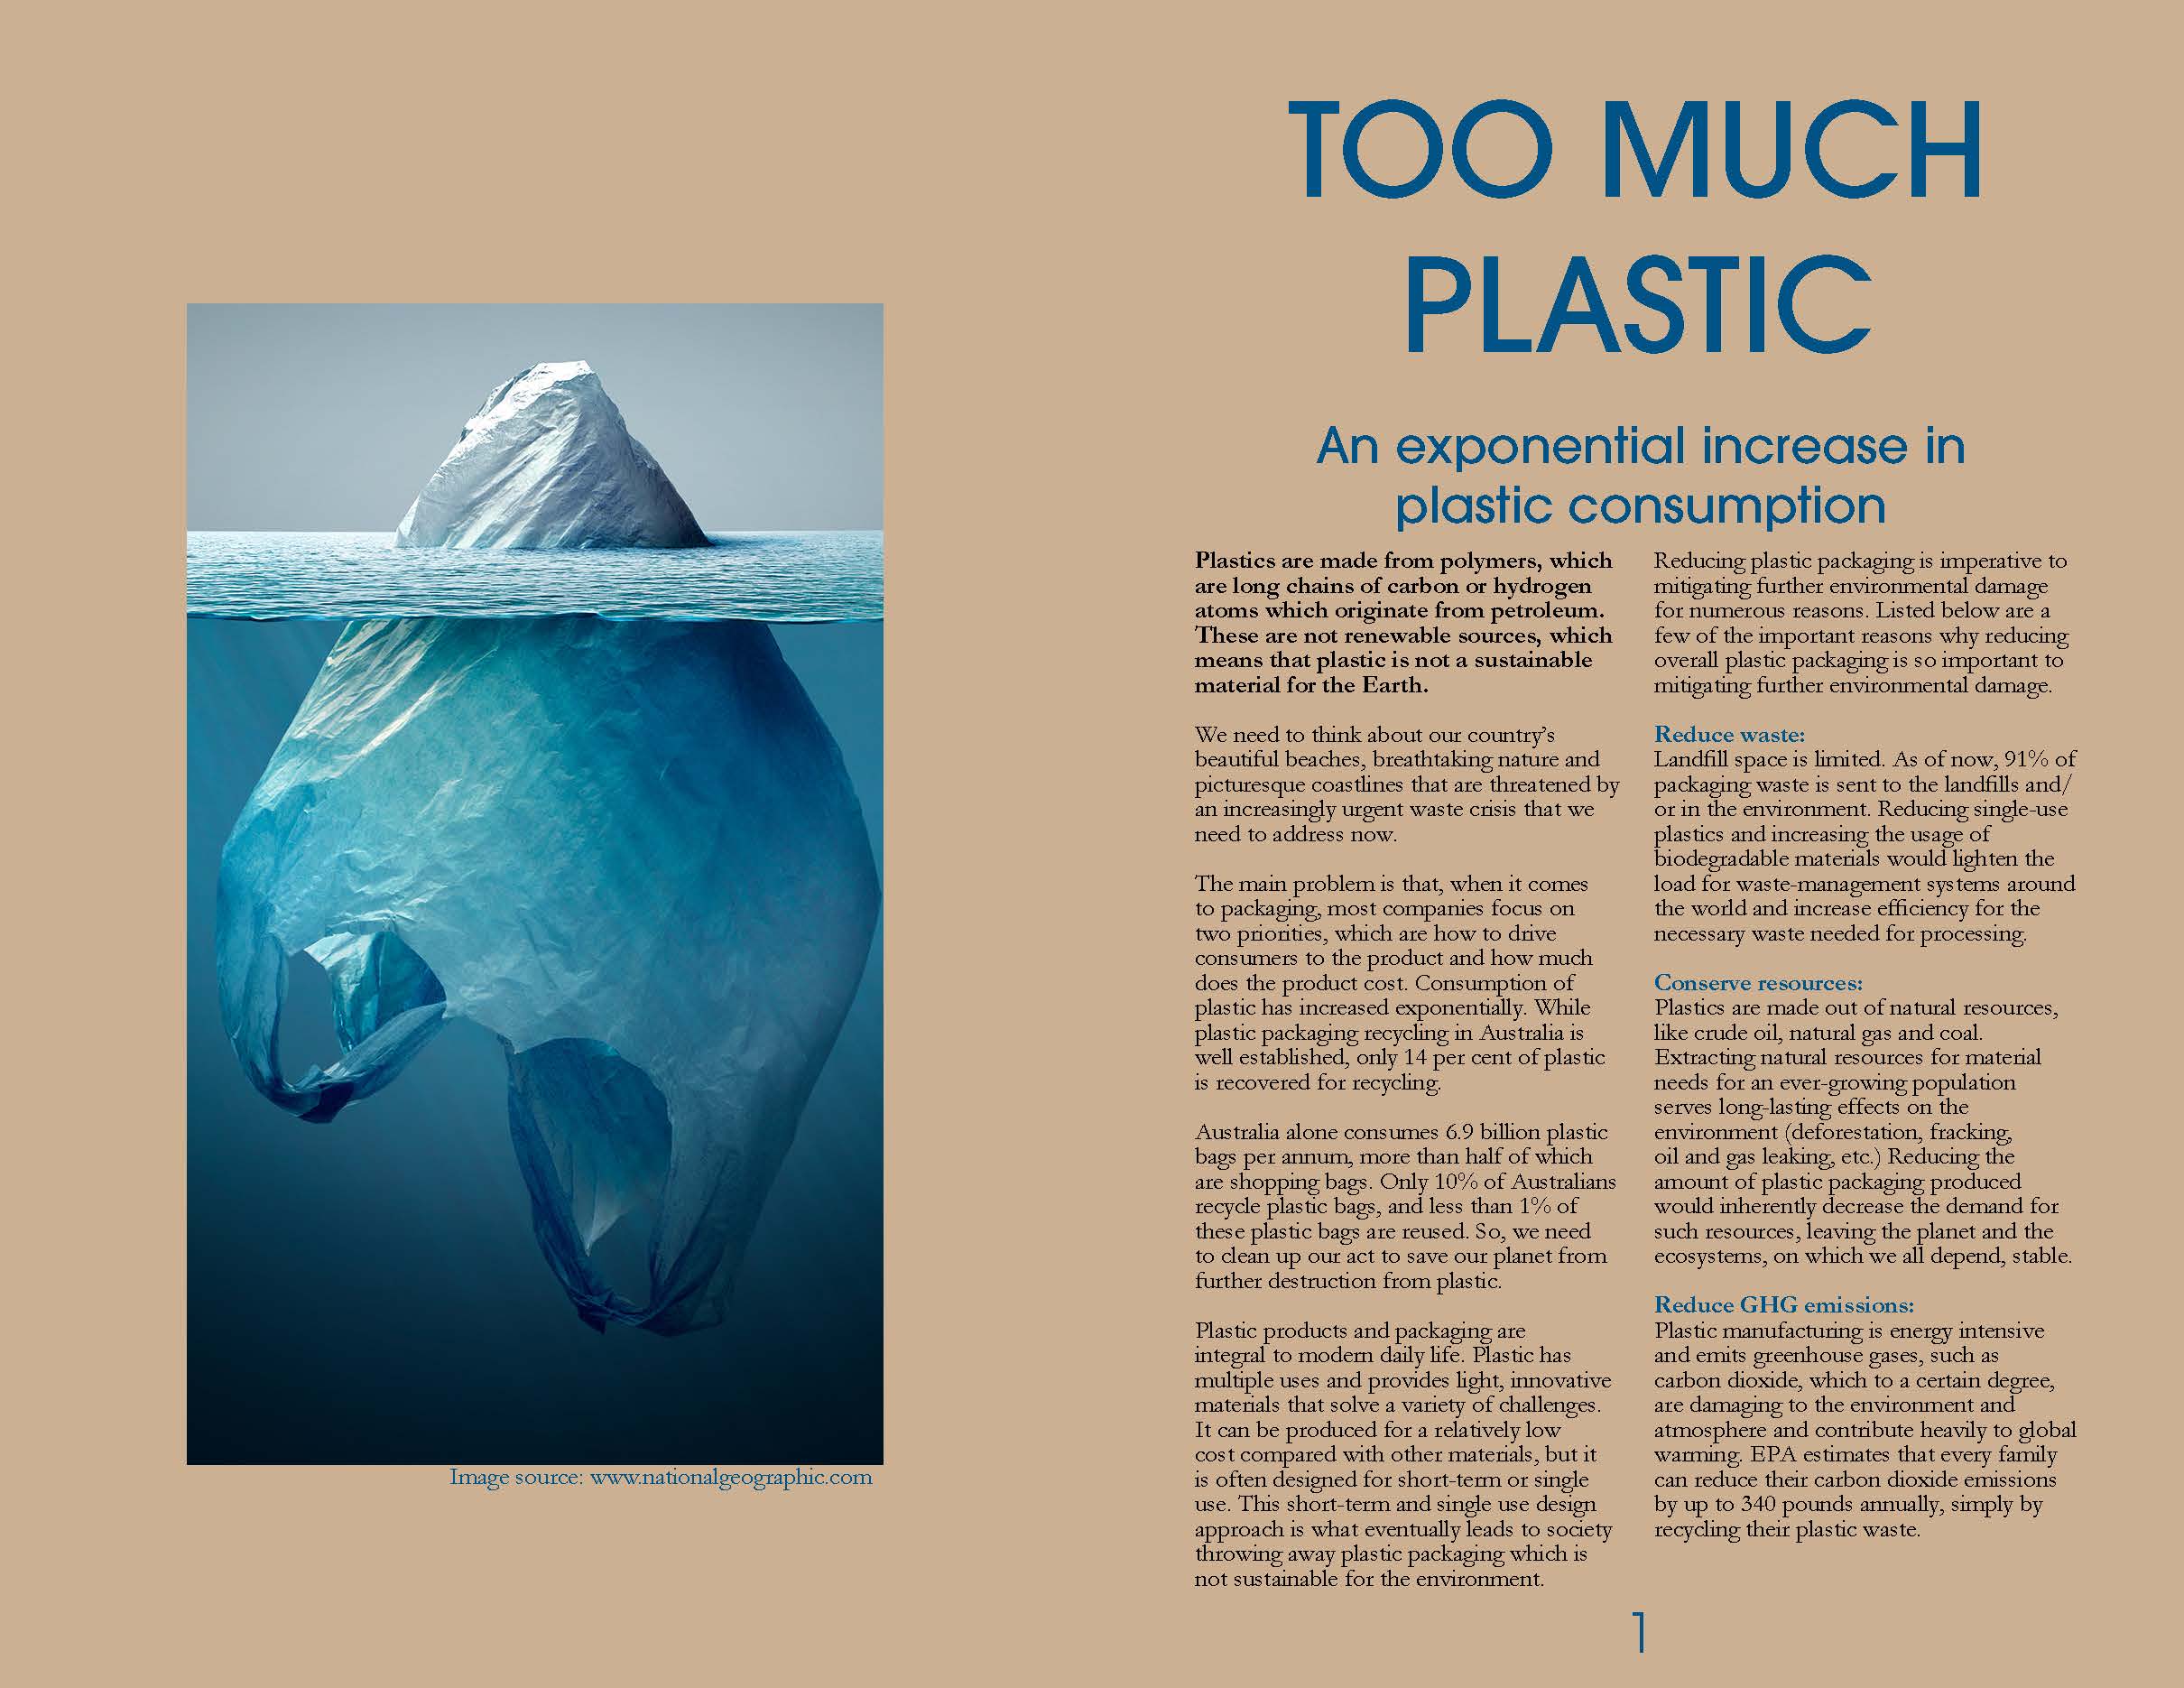 TOO MUCH
PLASTIC
An exponential increase in
plastic consumption
Plastics are made from polymers, which
are long chains of carbon or hydrogen
atoms which originate from petroleum.
These are not renewable sources, which
means that plastic is not a sustainable
material for the Earth.
We need to think about our country's
beautiful beaches, breathtaking nature and
picturesque coastlines that are threatened by
an increasingly urgent waste crisis that we
need to address now.
The main problem is that, when it comes
to packaging, most companies focus on
two priorities, which are how to drive
consumers to the product and how much
does the product cost. Consumption of
plastic has increased exponentially. While
plastic packaging recycling in Australia is
well established, only 14 per cent of plastic
is recovered for recycling.
Australia alone consumes 6.9 billion plastic
bags per annum, more than half of which
are shopping bags. Only 10% of Australians
recycle plastic bags, and less than 1% of
these plastic bags are reused. So, we need
to clean up our act to save our planet from
further destruction from plastic.
Plastic products and packaging are
integral to modern daily life. Plastic has
multiple uses and provides light, innovative
materials that solve a variety of challenges.
It can be produced for a relatively low
cost compared with other materials, but it
is often designed for short-term or single
use. This short-term and single use design
approach is what eventually leads to society
throwing away plastic packaging which is
not sustainable for the environment.
Reducing plastic packaging is imperative to
mitigating further environmental damage
for numerous reasons. Listed below are a
few of the important reasons why reducing
overall plastic packaging is so important to
mitigating further environmental damage.
Reduce waste:
Landfill space is limited. As of now, 91% of
packaging waste is sent to the landfills and/
or in the environment. Reducing single-use
plastics and increasing the usage of
biodegradable materials would lighten the
load for waste-management systems around
the world and increase efficiency for the
necessary waste needed for processing.
Conserve resources:
Plastics are made out of natural resources,
like crude oil, natural gas and coal.
Extracting natural resources for material
needs for an ever-growing population
serves long-lasting effects on the
environment (deforestation, fracking,
oil and gas leaking, etc.) Reducing the
amount of plastic packaging produced
would inherently decrease the demand for
such resources, leaving the planet and the
ecosystems, on which we all depend, stable.
Reduce GHG emissions:
Plastic manufacturing is energy intensive
and emits greenhouse gases, such as
carbon dioxide, which to a certain degree,
are damaging to the environment and
atmosphere and contribute heavily to global
warming. EPA estimates that every family
can reduce their carbon dioxide emissions
by up to 340 pounds annually, simply by
recycling their plastic waste.
Image source: www.nationalgeographic.com
1